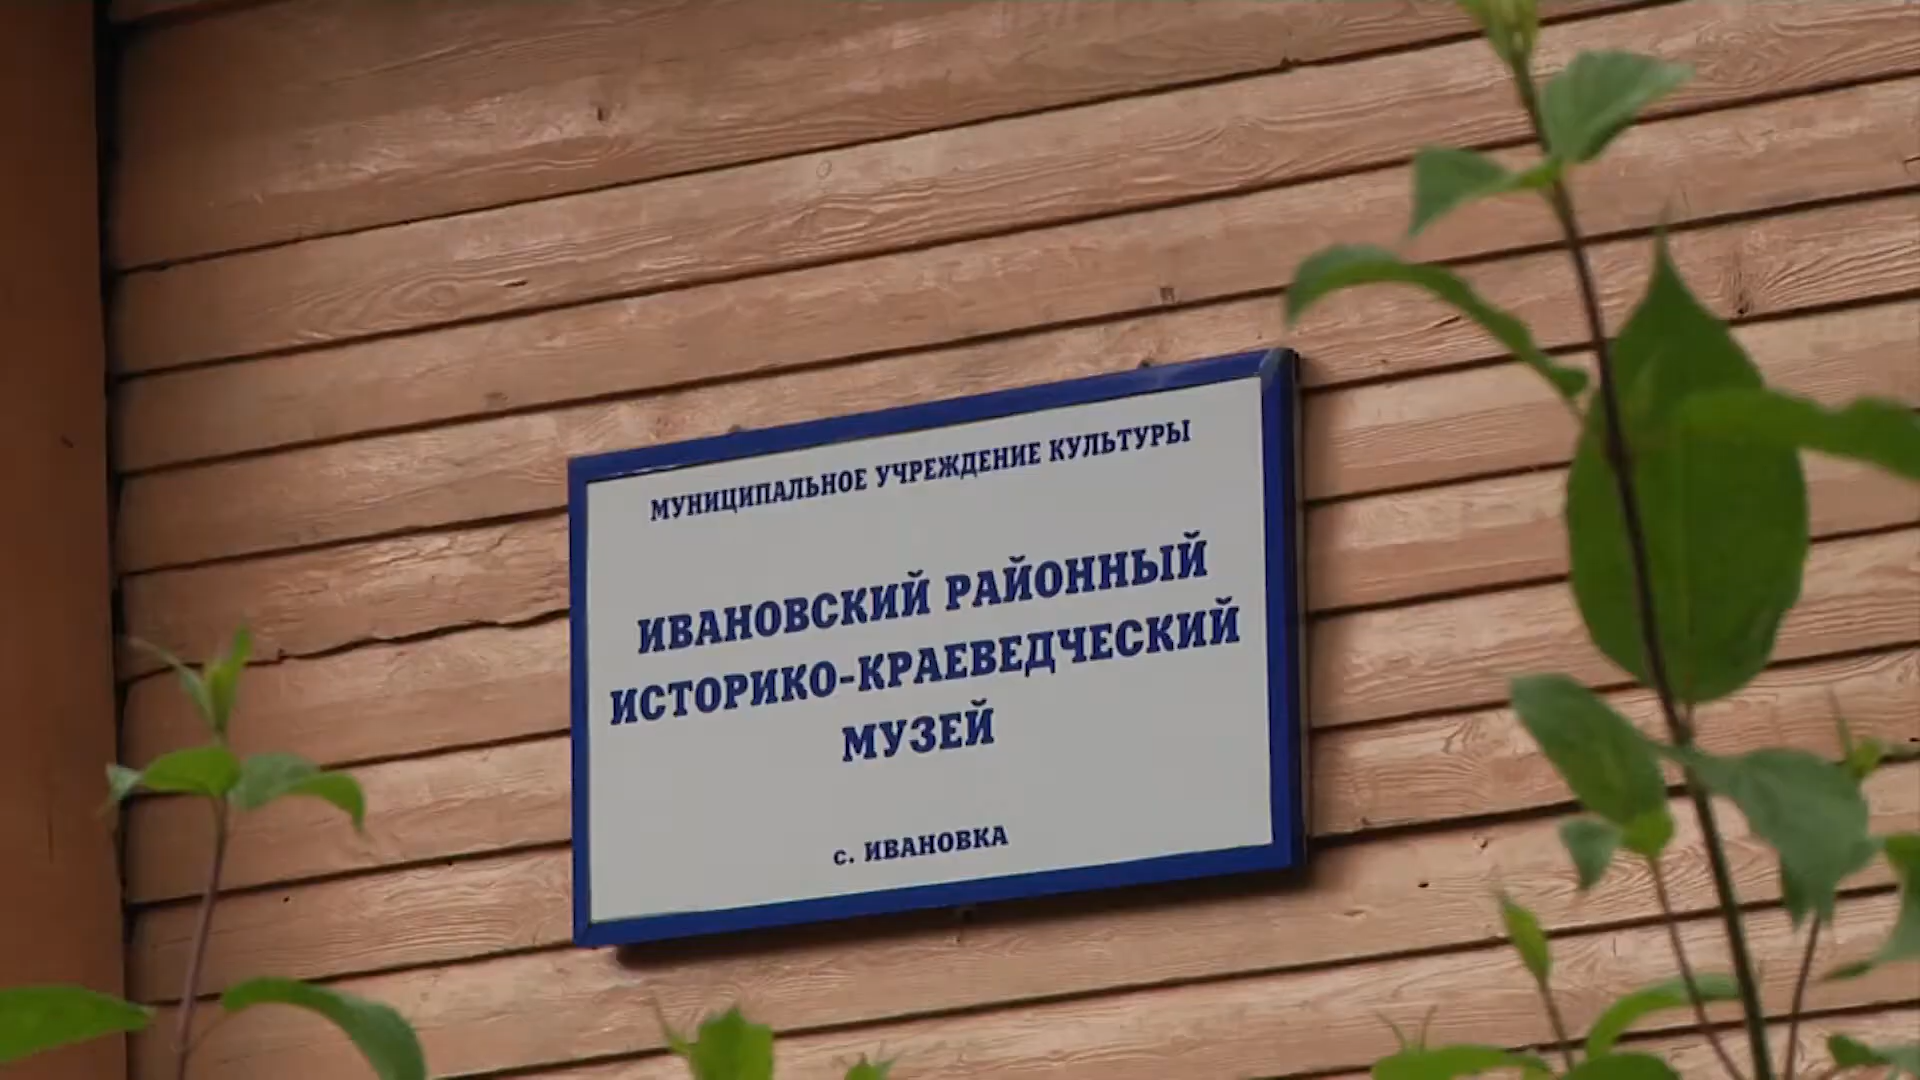 МУНИЦИПАЛЬНОЕ УЧРЕЖДЕНИЕ КУЛЬТУРЫ
ИВАНОВСКИЙ РАЙОННЫЙ
ИСТОРИКО-КРАЕВЕДЧЕСКИЙ
МУЗЕЙ
с. ИВАНОВКА